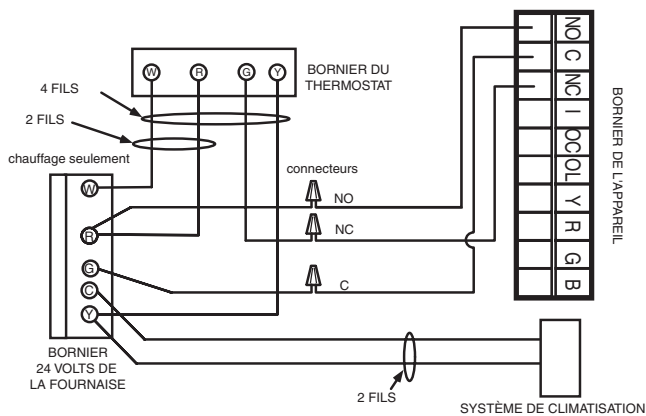 W R G Y
BORNIER DU
THERMOSTAT
4 FILS
2 FILS
chauffage seulement
connecteurs
W
R
G
C
Y
NO
NC
C
NO
C
NC
I
OC
OL
Y
R
G
B
BORNIER DE L'APPAREIL
BORNIER
24 VOLTS DE
LA FOURNAISE
2 FILS
SYSTÈME DE CLIMATISATION